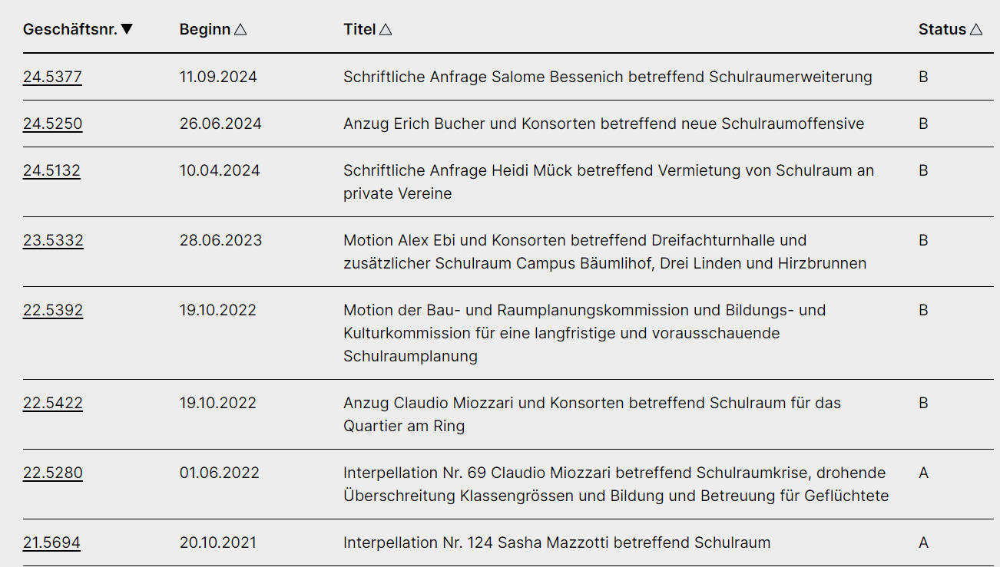 Geschäftsnr. ▼ Beginn △ Titel △ Status △
24.5377 11.09.2024 Schriftliche Anfrage Salome Bessenich betreffend Schulraumerweiterung B
24.5250 26.06.2024 Anzug Erich Bucher und Konsorten betreffend neue Schulraumoffensive B
24.5132 10.04.2024 Schriftliche Anfrage Heidi Mück betreffend Vermietung von Schulraum an B
private Vereine
23.5332 28.06.2023 Motion Alex Ebi und Konsorten betreffend Dreifachturnhalle und B
zusätzlicher Schulraum Campus Bäumlihof, Drei Linden und Hirzbrunnen
22.5392 19.10.2022 Motion der Bau- und Raumplanungskommission und Bildungs- und B
Kulturkommission für eine langfristige und vorausschauende
Schulraumplanung
22.5422 19.10.2022 Anzug Claudio Miozzari und Konsorten betreffend Schulraum für das B
Quartier am Ring
22.5280 01.06.2022 Interpellation Nr. 69 Claudio Miozzari betreffend Schulraumkrise, drohende A
Überschreitung Klassengrössen und Bildung und Betreuung für Geflüchtete
21.5694 20.10.2021 Interpellation Nr. 124 Sasha Mazzotti betreffend Schulraum A